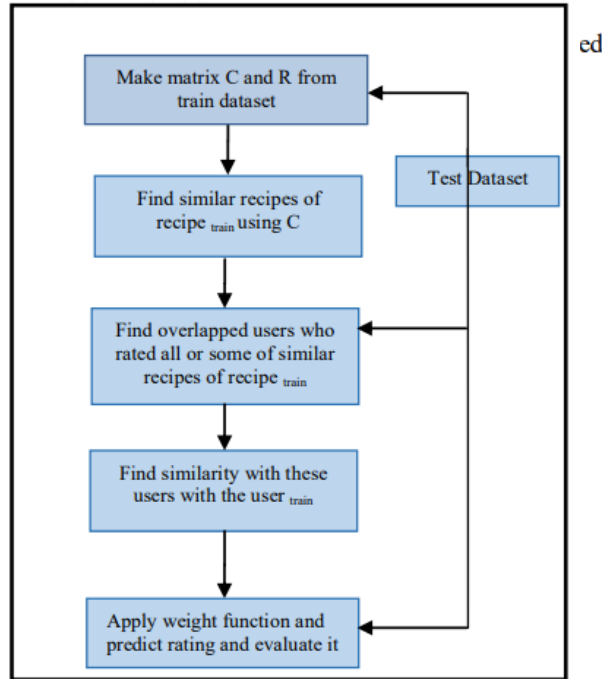 ed
Make matrix C and R from
train dataset
Test Dataset
Find similar recipes of
recipe train using C
Find overlapped users who
rated all or some of similar
recipes of recipe train
Find similarity with these
users with the user train
Apply weight function and
predict rating and evaluate it